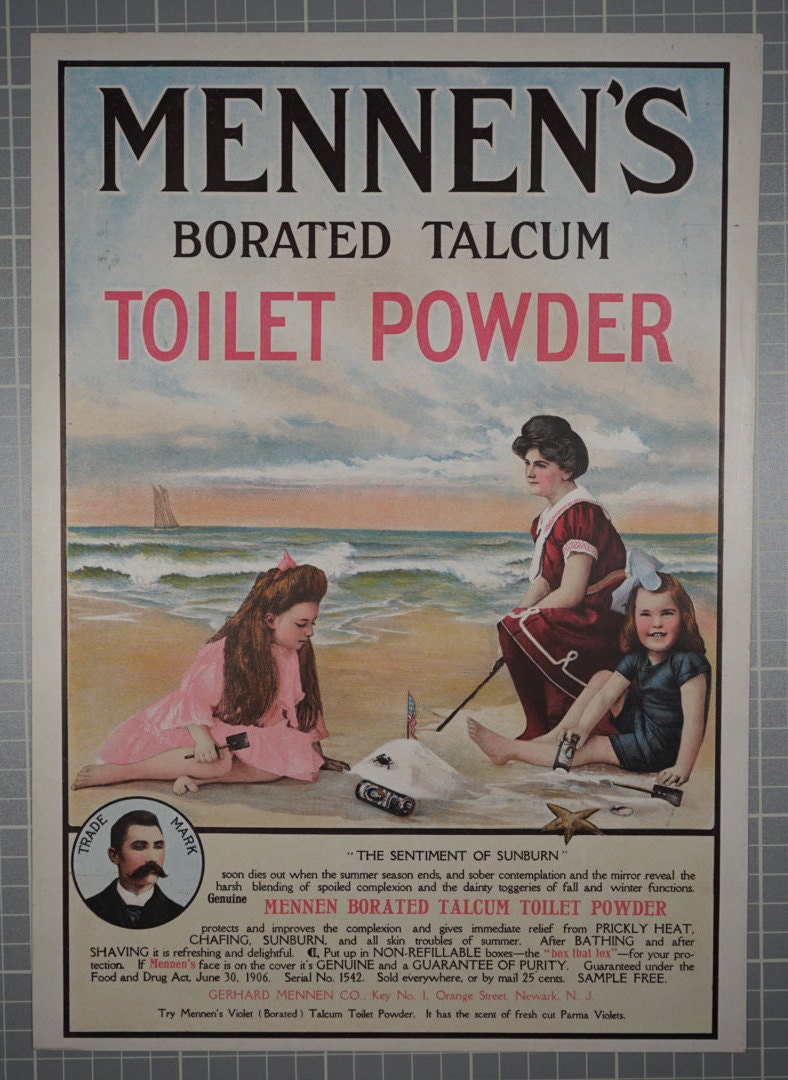 MENNEN'S
BORATED TALCUM
TOILET POWDER
TRADE MARK
"THE SENTIMENT OF SUNBURN"
soon dies out when the summer season ends, and sober contemplation and the mirror reveal the
harsh blending of spoiled complexion and the dainty toggeries of fall and winter functions.
Genuine MENNEN BORATED TALCUM TOILET POWDER
protects and improves the complexion and gives immediate relief from PRICKLY HEAT,
CHAFING, SUNBURN, and all skin troubles of summer. After BATHING and after
SHAVING it is refreshing and delightful. ¶, Put up in NON-REFILLABLE boxes—the "box that lox"—for your pro-
tection. If Mennen's face is on the cover it's GENUINE and a GUARANTEE OF PURITY. Guaranteed under the
Food and Drug Act, June 30, 1906. Serial No. 1542. Sold everywhere, or by mail 25 cents. SAMPLE FREE.
GERHARD MENNEN CO., Key No. 1, Orange Street, Newark, N. J.
Try Mennen's Violet (Borated) Talcum Toilet Powder. It has the scent of fresh cut Parma Violets.